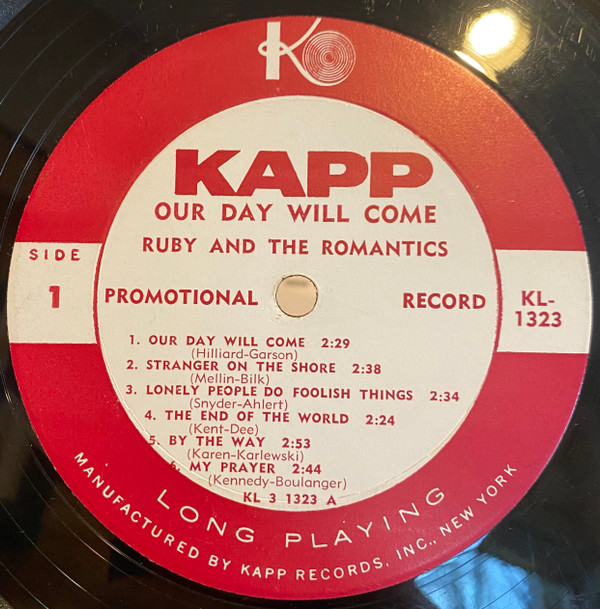 K
KAPP
OUR DAY WILL COME
RUBY AND THE ROMANTICS
SIDE
1
PROMOTIONAL RECORD
KL-
1323
1. OUR DAY WILL COME 2:29
(Hilliard-Garson)
2. STRANGER ON THE SHORE 2:38
(Mellin-Bilk)
3. LONELY PEOPLE DO FOOLISH THINGS 2:34
(Snyder-Ahlert)
4. THE END OF THE WORLD 2:24
(Kent-Dee)
5. BY THE WAY 2:53
(Karen-Karlewski)
6. MY PRAYER 2:44
(Kennedy-Boulanger)
KL 3 1323 A
LONG PLAYING
MANUFACTURED BY KAPP RECORDS, INC., NEW YORK